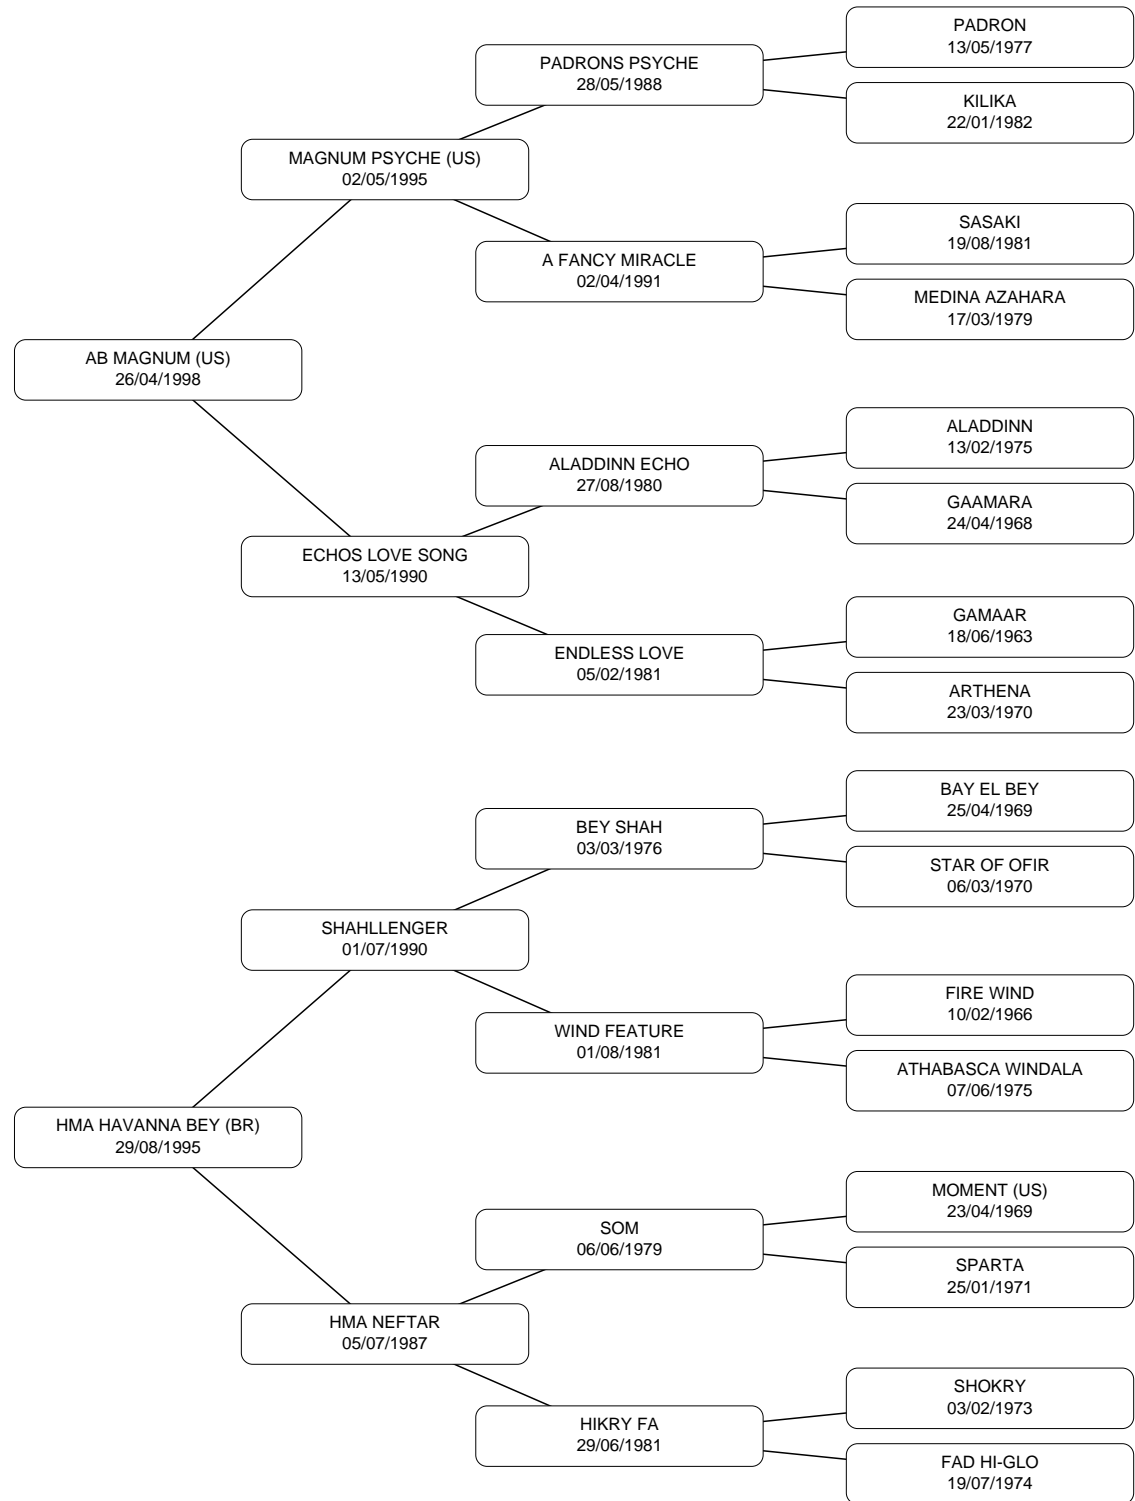 PADRON
13/05/1977
PADRONS PSYCHE
28/05/1988
KILIKA
22/01/1982
MAGNUM PSYCHE (US)
02/05/1995
SASAKI
19/08/1981
A FANCY MIRACLE
02/04/1991
MEDINA AZAHARA
17/03/1979
AB MAGNUM (US)
26/04/1998
ALADDINN
13/02/1975
ALADDINN ECHO
27/08/1980
GAAMARA
24/04/1968
ECHOS LOVE SONG
13/05/1990
GAMAAR
18/06/1963
ENDLESS LOVE
05/02/1981
ARTHENA
23/03/1970
BAY EL BEY
25/04/1969
BEY SHAH
03/03/1976
STAR OF OFIR
06/03/1970
SHAHLLENGER
01/07/1990
FIRE WIND
10/02/1966
WIND FEATURE
01/08/1981
ATHABASCA WINDALA
07/06/1975
HMA HAVANNA BEY (BR)
29/08/1995
MOMENT (US)
23/04/1969
SOM
06/06/1979
SPARTA
25/01/1971
HMA NEFTAR
05/07/1987
SHOKRY
03/02/1973
HIKRY FA
29/06/1981
FAD HI-GLO
19/07/1974